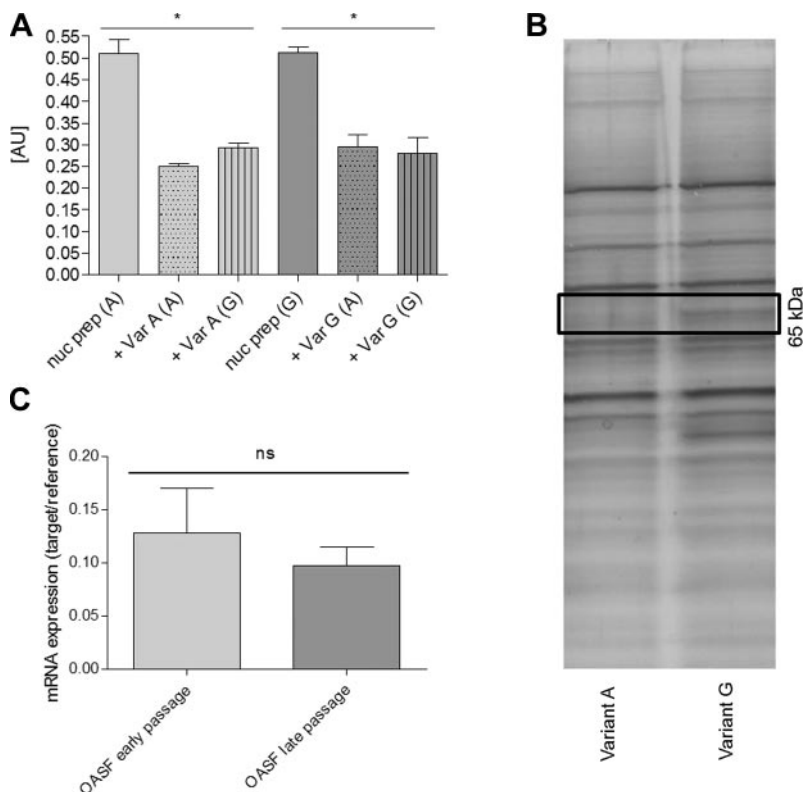 A
*
*
0.55
0.50
0.45
0.40
0.35
0.30
0.25
0.20
0.15
0.10
0.05
0.00
[AU]
nuc prep (A)
+ Var A (A)
+ Var A (G)
nuc prep (G)
+ Var G (A)
+ Var G (G)
B
65 kDa
Variant A
Variant G
C
ns
0.20
0.15
0.10
0.05
0.00
mRNA expression (target/reference)
OASF early passage
OASF late passage